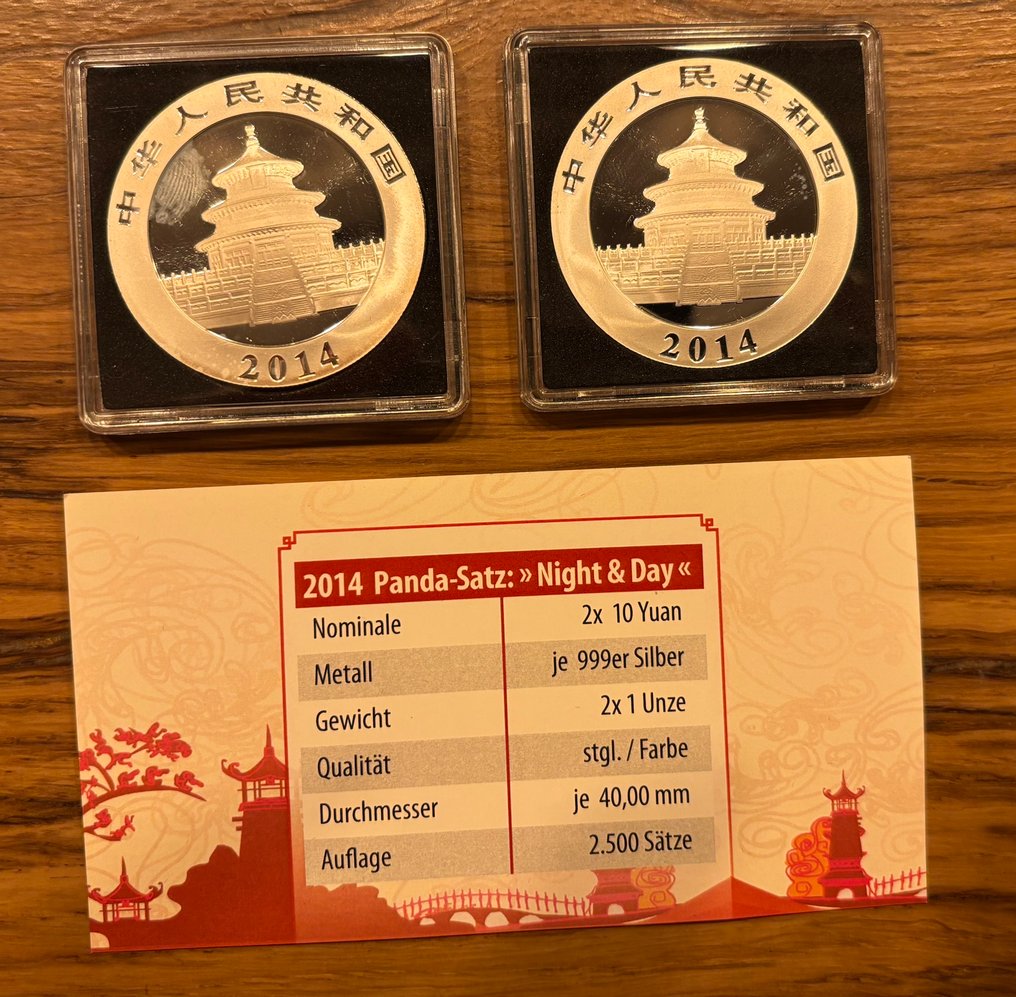 中华人民共和国
2014
中华人民共和国
2014
2014 Panda-Satz: » Night & Day «
Nominale 2x 10 Yuan
Metall je 999er Silber
Gewicht 2x 1 Unze
Qualität stgl. / Farbe
Durchmesser je 40,00 mm
Auflage 2.500 Sätze